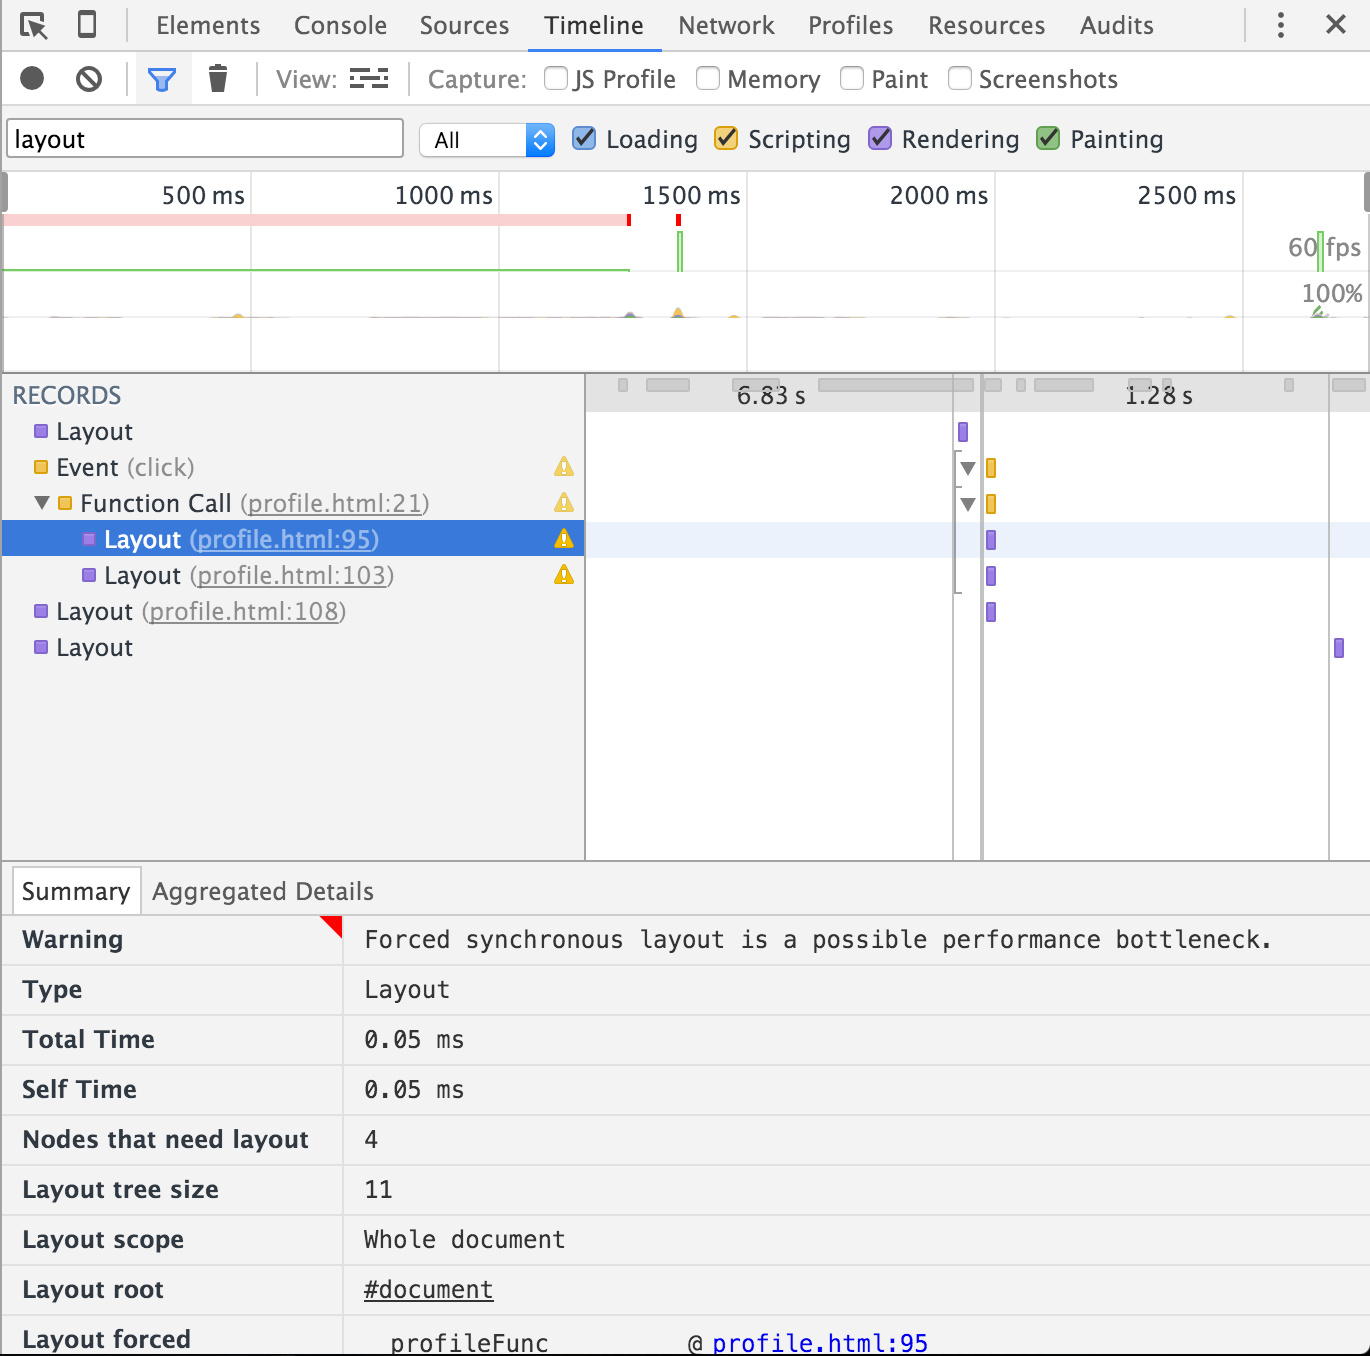 Elements Console Sources Timeline Network Profiles Resources Audits
View: Capture: JS Profile Memory Paint Screenshots
layout All Loading Scripting Rendering Painting
500 ms 1000 ms 1500 ms 2000 ms 2500 ms
60 fps
100%
RECORDS 6.83 s 1.28 s
Layout
Event (click)
Function Call (profile.html:21)
Layout (profile.html:95)
Layout (profile.html:103)
Layout (profile.html:108)
Layout
Summary Aggregated Details
Warning Forced synchronous layout is a possible performance bottleneck.
Type Layout
Total Time 0.05 ms
Self Time 0.05 ms
Nodes that need layout 4
Layout tree size 11
Layout scope Whole document
Layout root #document
Layout forced profileFunc @ profile.html:95